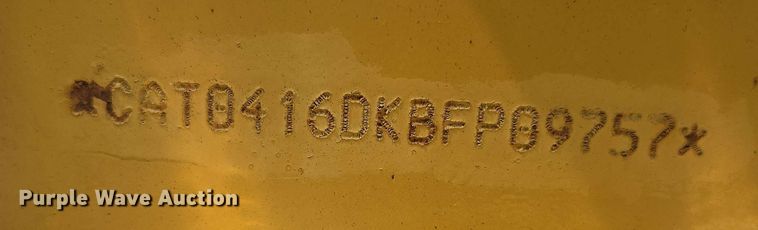 *CAT0416DKBFP09757*
Purple Wave Auction